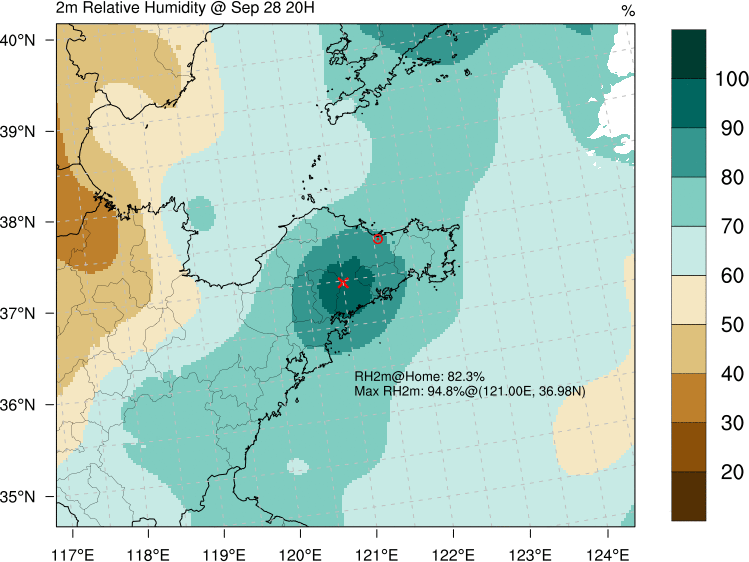 2m Relative Humidity @ Sep 28 20H
%
40°N
39°N
38°N
37°N
36°N
35°N
117°E
118°E
119°E
120°E
121°E
122°E
123°E
124°E
RH2m@Home: 82.3%
Max RH2m: 94.8%@(121.00E, 36.98N)
100
90
80
70
60
50
40
30
20